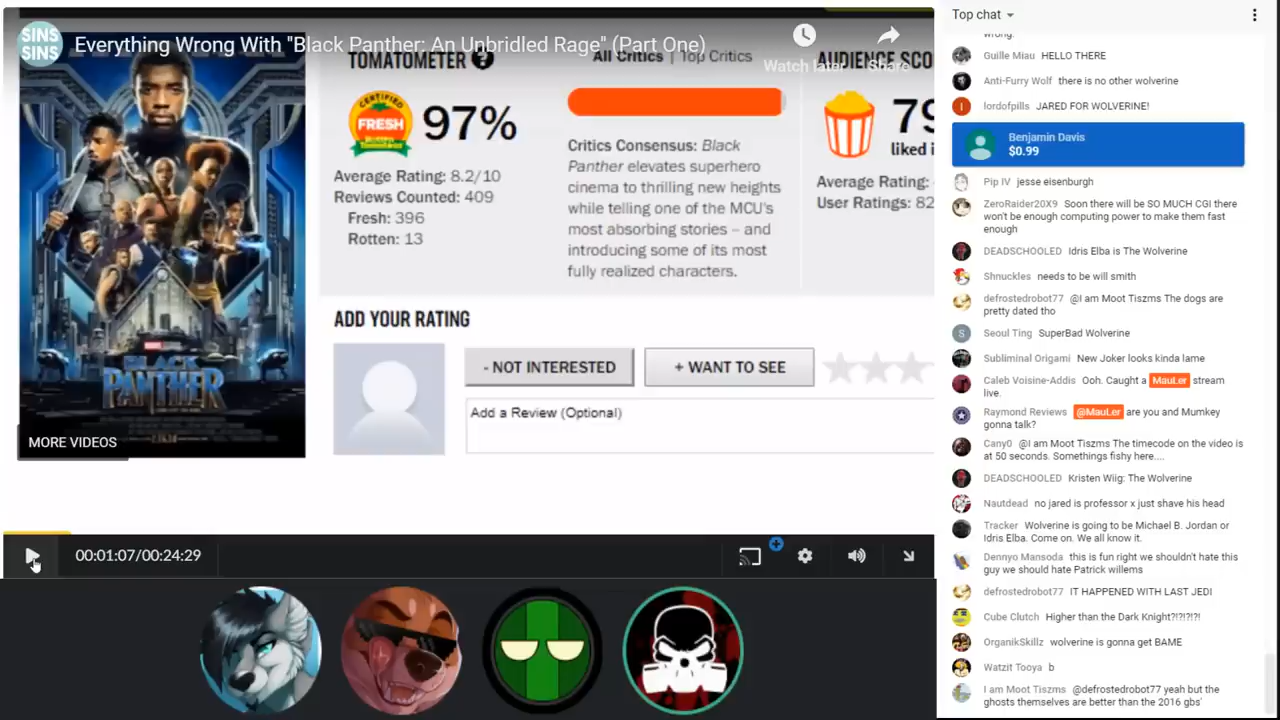 SINS
SINS
Everything Wrong With "Black Panther: An Unbridled Rage" (Part One)
Watch later
Share
TOMATOMETER ?
All Critics | Top Critics
AUDIENCE SCO
CERTIFIED
FRESH
97%
79
liked i
Average Rating: 8.2/10
Reviews Counted: 409
Fresh: 396
Rotten: 13
Critics Consensus: Black
Panther elevates superhero
cinema to thrilling new heights
while telling one of the MCU's
most absorbing stories – and
introducing some of its most
fully realized characters.
Average Rating:
User Ratings: 82
ADD YOUR RATING
- NOT INTERESTED
+ WANT TO SEE
Add a Review (Optional)
BLACK
PANTHER
MORE VIDEOS
00:01:07/00:24:29
Top chat
wrong.
Guille Miau HELLO THERE
Anti-Furry Wolf there is no other wolverine
I
lordofpills JARED FOR WOLVERINE!
Benjamin Davis
$0.99
Pip IV jesse eisenburgh
ZeroRaider20X9 Soon there will be SO MUCH CGI there
won't be enough computing power to make them fast
enough
DEADSCHOOLED Idris Elba is The Wolverine
Shnuckles needs to be will smith
defrostedrobot77 @I am Moot Tiszms The dogs are
pretty dated tho
S
Seoul Ting SuperBad Wolverine
Subliminal Origami New Joker looks kinda lame
Caleb Voisine-Addis Ooh. Caught a MauLer stream
live.
Raymond Reviews @MauLer are you and Mumkey
gonna talk?
Cany0 @I am Moot Tiszms The timecode on the video is
at 50 seconds. Somethings fishy here....
DEADSCHOOLED Kristen Wiig: The Wolverine
Nautdead no jared is professor x just shave his head
Tracker Wolverine is going to be Michael B. Jordan or
Idris Elba. Come on. We all know it.
Dennyo Mansoda this is fun right we shouldn't hate this
guy we should hate Patrick willems
defrostedrobot77 IT HAPPENED WITH LAST JEDI
Cube Clutch Higher than the Dark Knight?!?!?!?!
OrganikSkillz wolverine is gonna get BAME
Watzit Tooya b
I am Moot Tiszms @defrostedrobot77 yeah but the
ghosts themselves are better than the 2016 gbs'